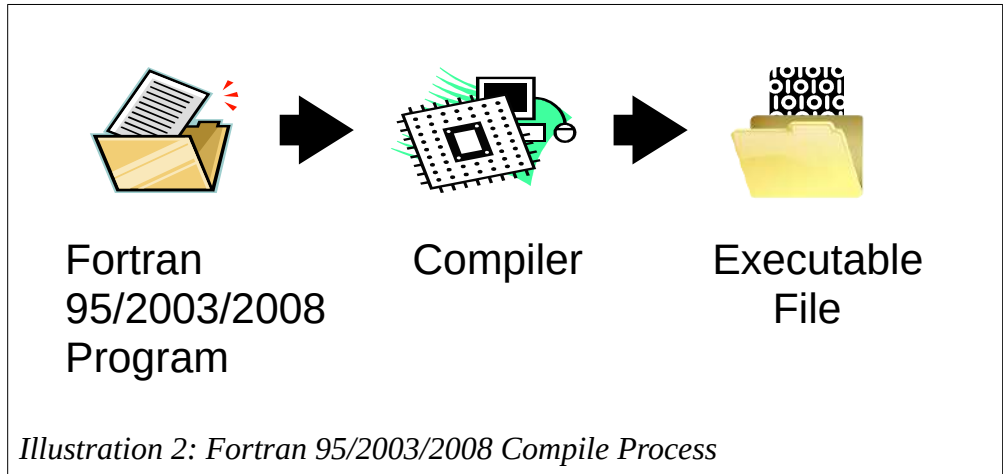 Fortran
95/2003/2008
Program
Compiler
Executable
File
Illustration 2: Fortran 95/2003/2008 Compile Process